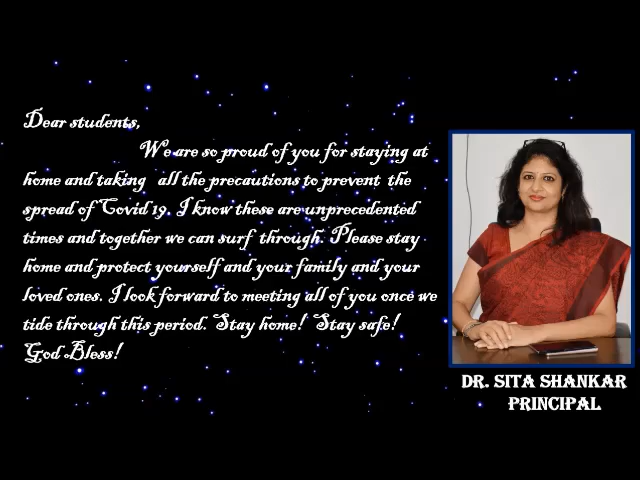 Dear students,
We are so proud of you for staying at
home and taking all the precautions to prevent the
spread of Covid 19. I know these are unprecedented
times and together we can surf through. Please stay
home and protect yourself and your family and your
loved ones. I look forward to meeting all of you once we
tide through this period. Stay home! Stay safe!
God Bless!
DR. SITA SHANKAR
PRINCIPAL